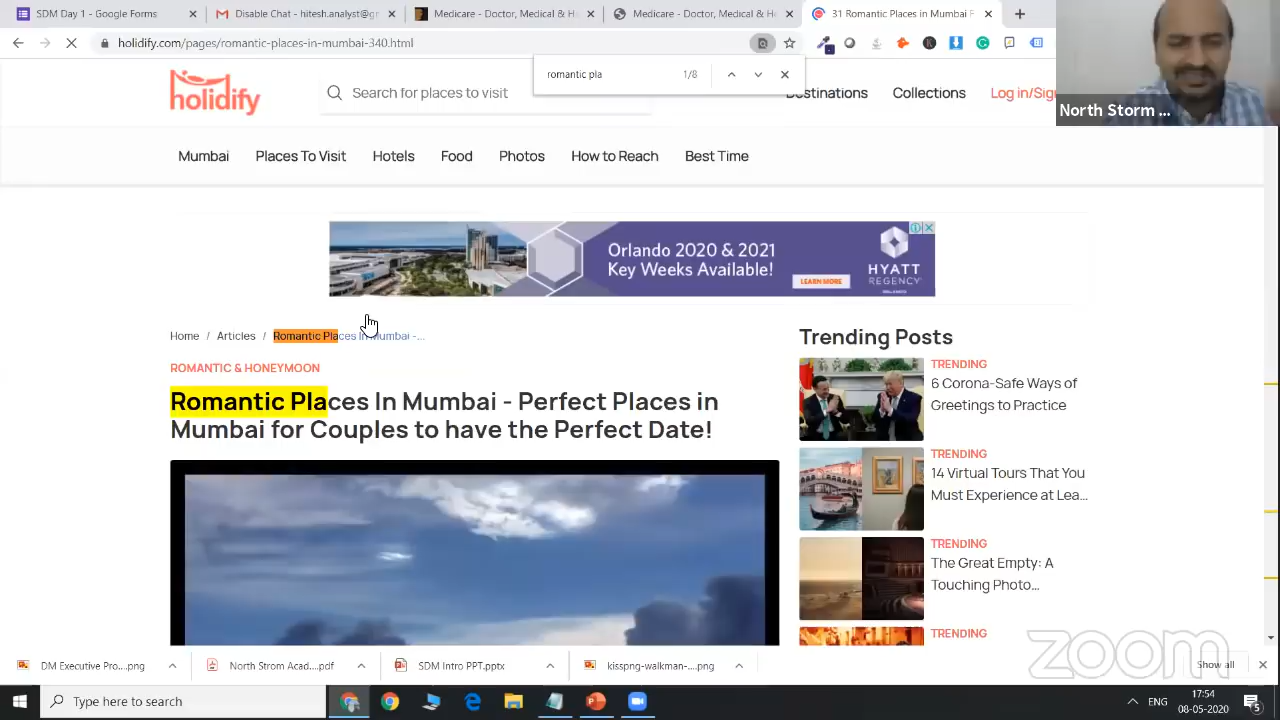 SDM Day 1 - Google Forms
Disable Chat - hitesh.analyst@gr
Medicare - Doctor, Medical & He
Medicare – Doctor, Medical & He
31 Romantic Places in Mumbai F
holidify.com/pages/romantic-places-in-mumbai-340.html
romantic pla
1/8
holidify
Search for places to visit
Destinations
Collections
Log in/Sig
North Storm ...
Mumbai
Places To Visit
Hotels
Food
Photos
How to Reach
Best Time
Orlando 2020 & 2021
Key Weeks Available!
LEARN MORE
HYATT
REGENCY
Home / Articles / Romantic Places In Mumbai -...
ROMANTIC & HONEYMOON
Romantic Places In Mumbai - Perfect Places in
Mumbai for Couples to have the Perfect Date!
Trending Posts
TRENDING
6 Corona-Safe Ways of
Greetings to Practice
TRENDING
14 Virtual Tours That You
Must Experience at Lea...
TRENDING
The Great Empty: A
Touching Photo...
TRENDING
zoom
DM Executive Pro....png
North Strom Acad....pdf
SDM Intro PPT.pptx
kisspng-walkman-....png
Show all
Type here to search
ENG
17:54
08-05-2020
5